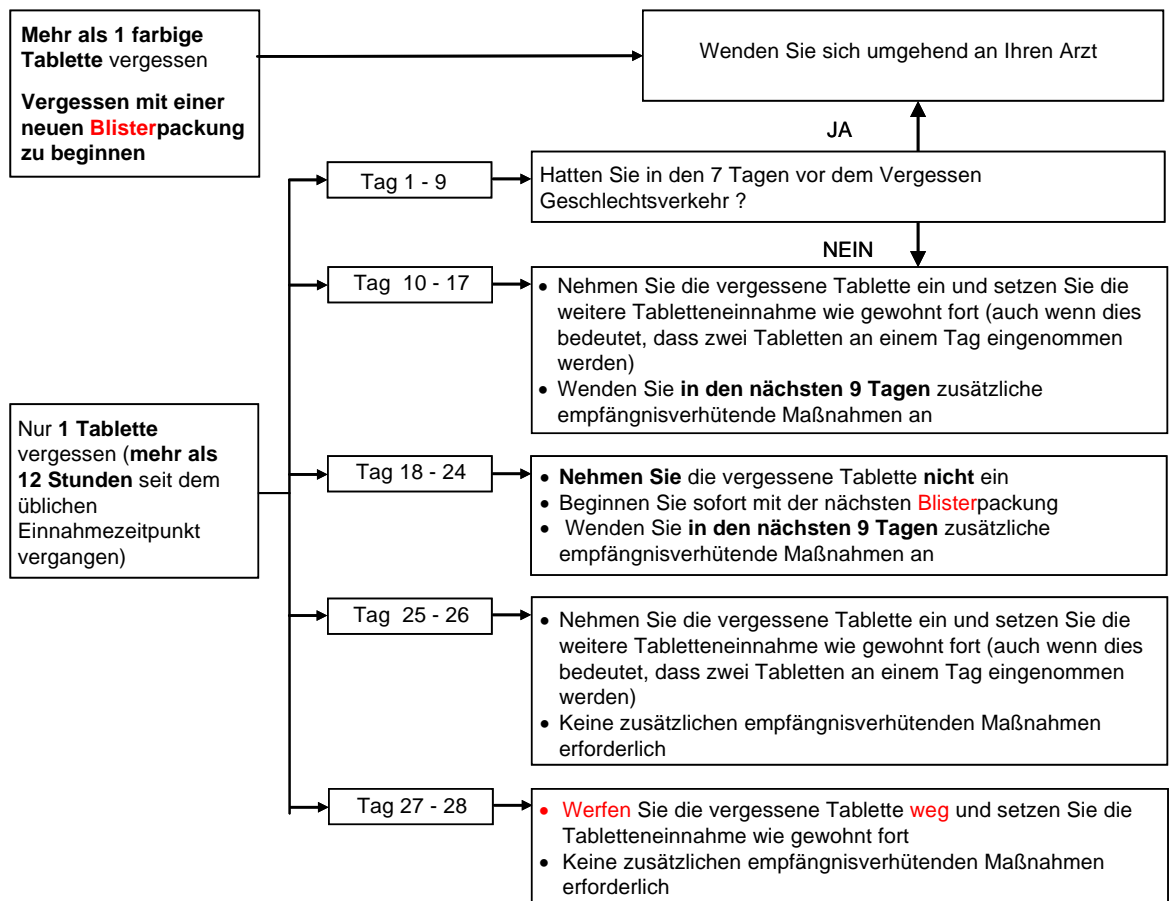 Mehr als 1 farbige
Tablette vergessen
Vergessen mit einer
neuen Blisterpackung
zu beginnen
Wenden Sie sich umgehend an Ihren Arzt
JA
Tag 1 - 9
Hatten Sie in den 7 Tagen vor dem Vergessen
Geschlechtsverkehr ?
NEIN
Tag 10 - 17
• Nehmen Sie die vergessene Tablette ein und setzen Sie die
weitere Tabletteneinnahme wie gewohnt fort (auch wenn dies
bedeutet, dass zwei Tabletten an einem Tag eingenommen
werden)
• Wenden Sie in den nächsten 9 Tagen zusätzliche
empfängnisverhütende Maßnahmen an
Nur 1 Tablette
vergessen (mehr als
12 Stunden seit dem
üblichen
Einnahmezeitpunkt
vergangen)
Tag 18 - 24
• Nehmen Sie die vergessene Tablette nicht ein
• Beginnen Sie sofort mit der nächsten Blisterpackung
• Wenden Sie in den nächsten 9 Tagen zusätzliche
empfängnisverhütende Maßnahmen an
Tag 25 - 26
• Nehmen Sie die vergessene Tablette ein und setzen Sie die
weitere Tabletteneinnahme wie gewohnt fort (auch wenn dies
bedeutet, dass zwei Tabletten an einem Tag eingenommen
werden)
• Keine zusätzlichen empfängnisverhütenden Maßnahmen
erforderlich
Tag 27 - 28
• Werfen Sie die vergessene Tablette weg und setzen Sie die
Tabletteneinnahme wie gewohnt fort
• Keine zusätzlichen empfängnisverhütenden Maßnahmen
erforderlich